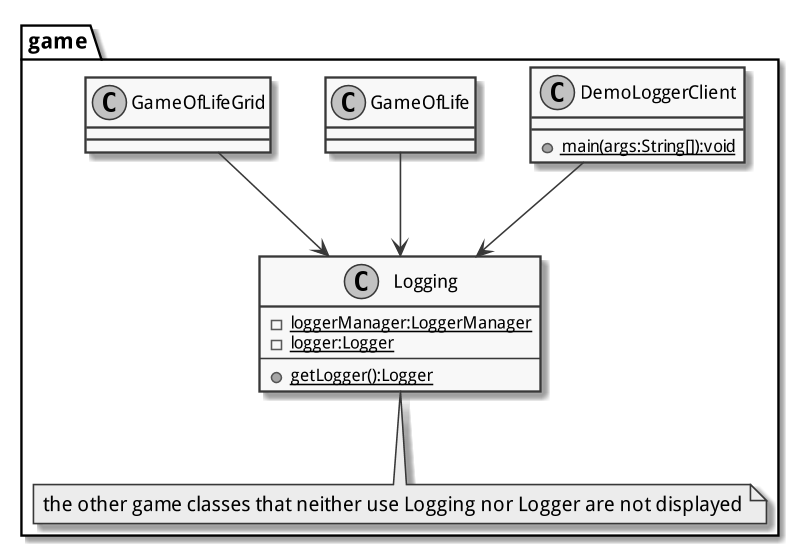 game
C GameOfLifeGrid
C GameOfLife
C DemoLoggerClient
main(args:String[]):void
C Logging
loggerManager:LoggerManager
logger:Logger
getLogger():Logger
the other game classes that neither use Logging nor Logger are not displayed